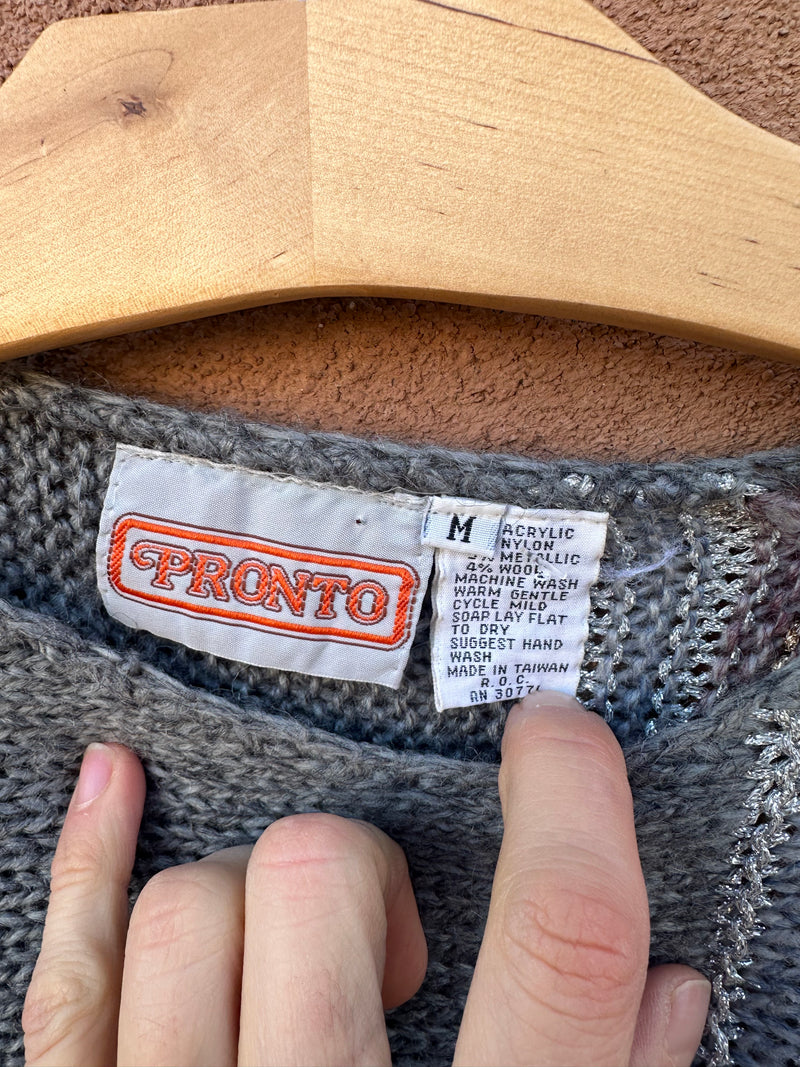 PRONTO
M
ACRYLIC
NYLON
% METALLIC
4% WOOL
MACHINE WASH
WARM GENTLE
CYCLE MILD
SOAP LAY FLAT
TO DRY
SUGGEST HAND
WASH
MADE IN TAIWAN
R.O.C.